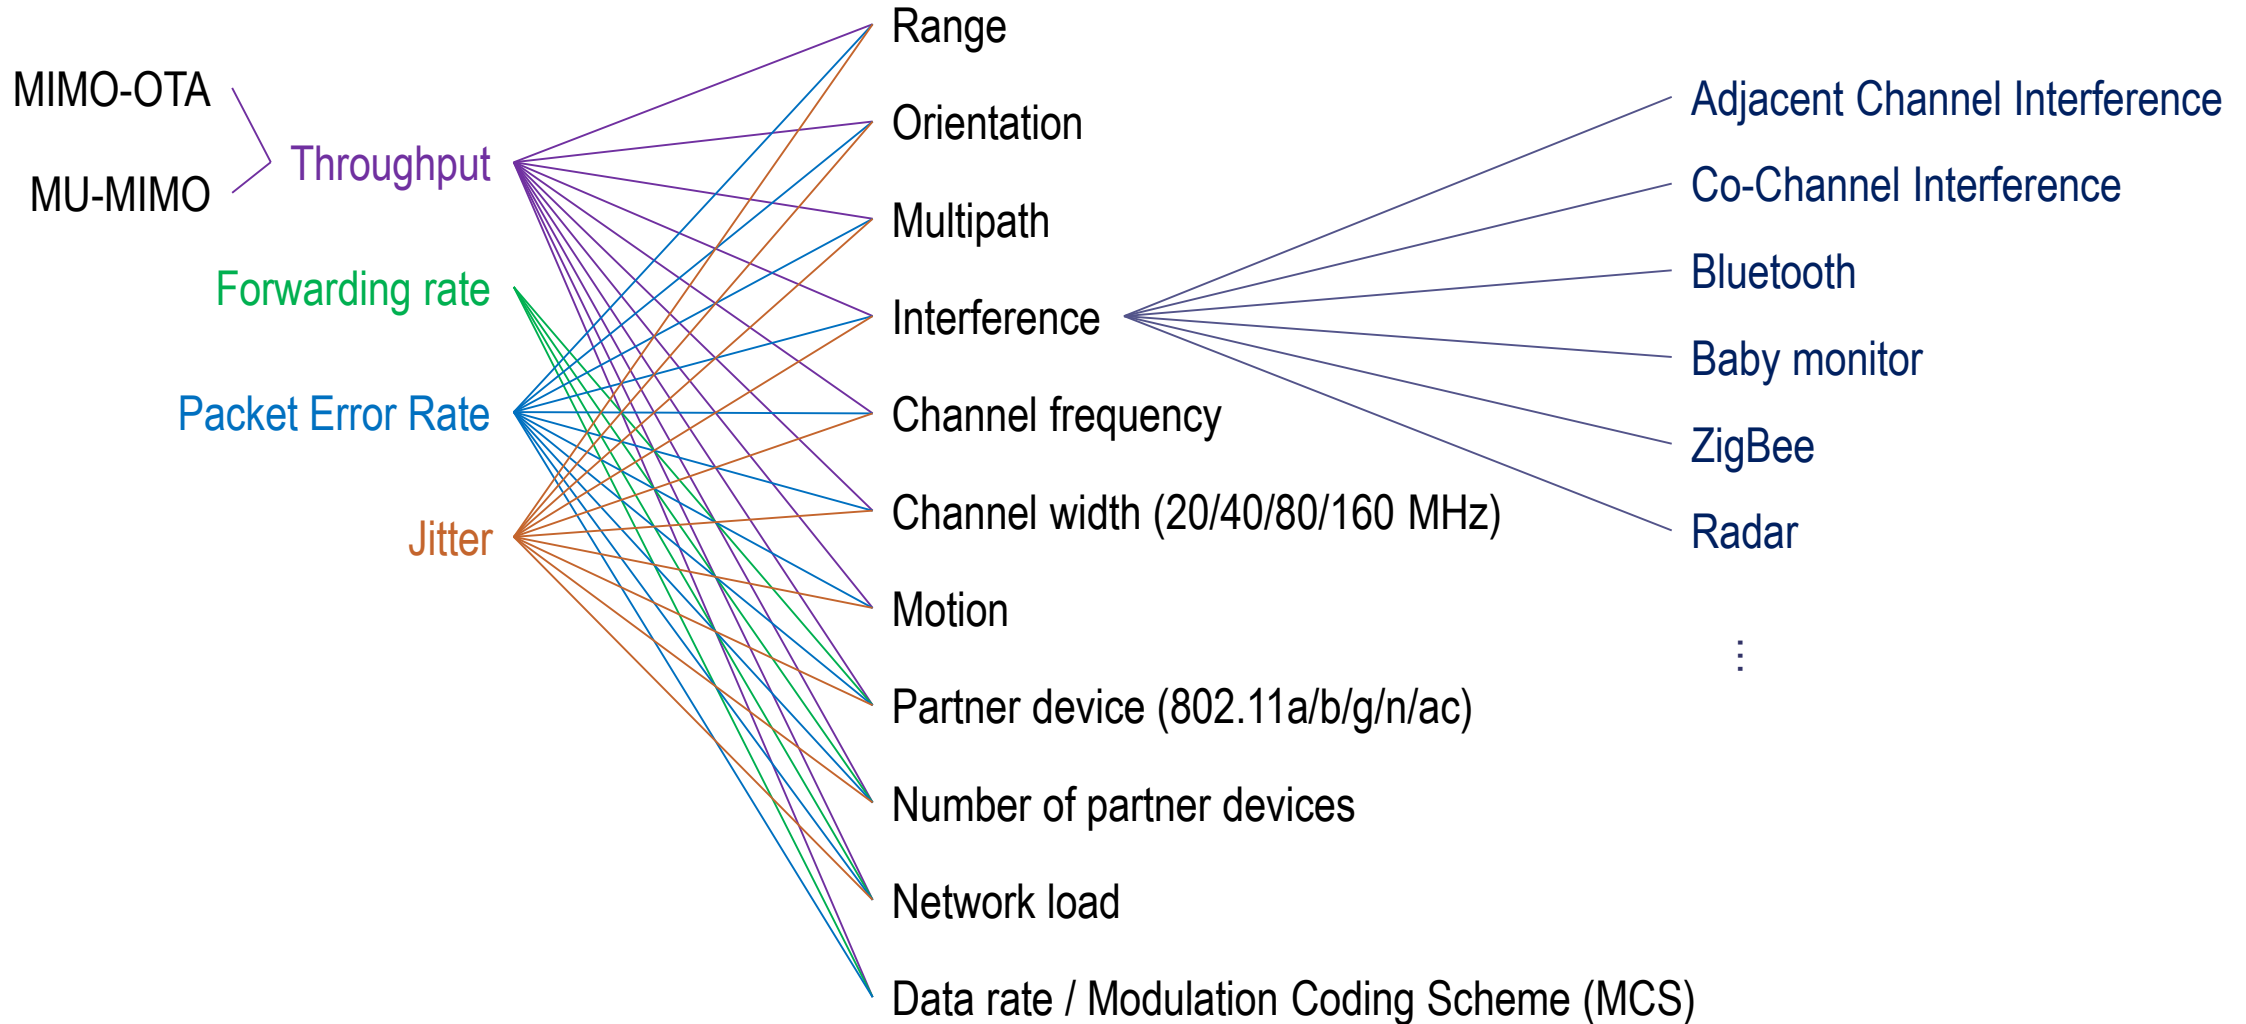 MIMO-OTA
MU-MIMO
Throughput
Forwarding rate
Packet Error Rate
Jitter
Range
Orientation
Multipath
Interference
Channel frequency
Channel width (20/40/80/160 MHz)
Motion
Partner device (802.11a/b/g/n/ac)
Number of partner devices
Network load
Data rate / Modulation Coding Scheme (MCS)
Adjacent Channel Interference
Co-Channel Interference
Bluetooth
Baby monitor
ZigBee
Radar
⋮